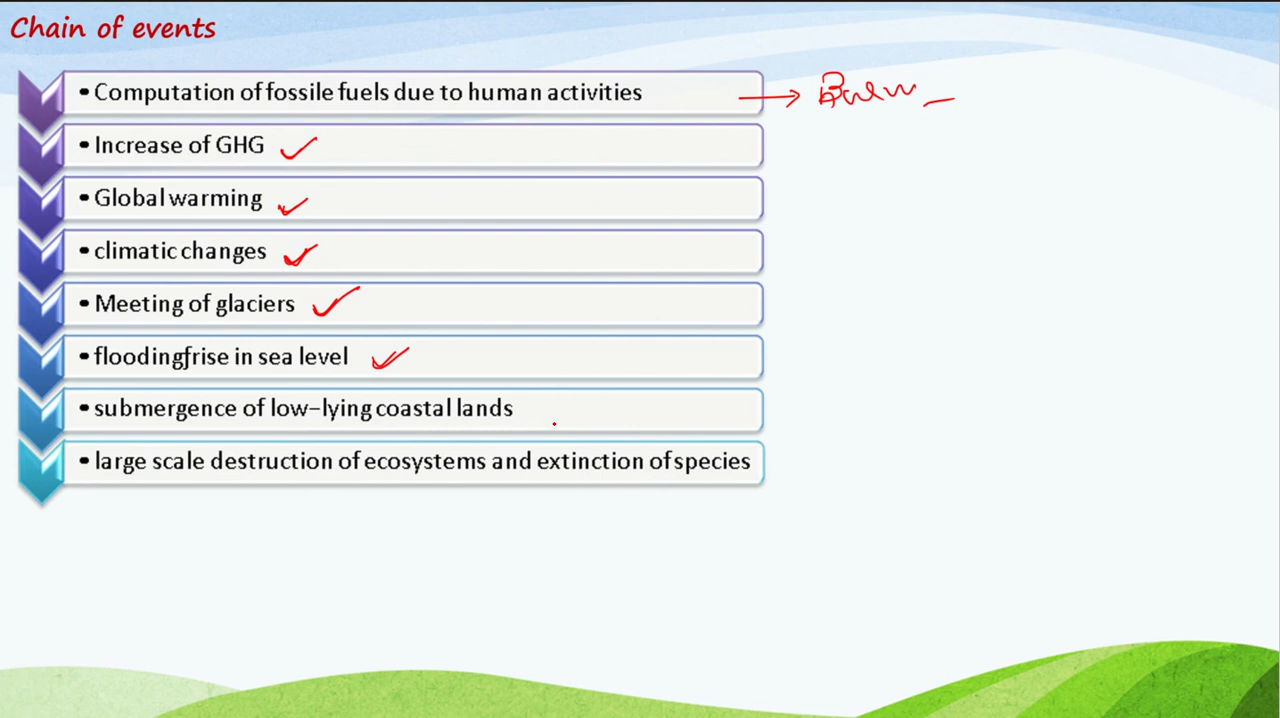 Chain of events
• Computation of fossile fuels due to human activities
• Increase of GHG
• Global warming
• climatic changes
• Meeting of glaciers
• floodingfrise in sea level
• submergence of low-lying coastal lands
• large scale destruction of ecosystems and extinction of species